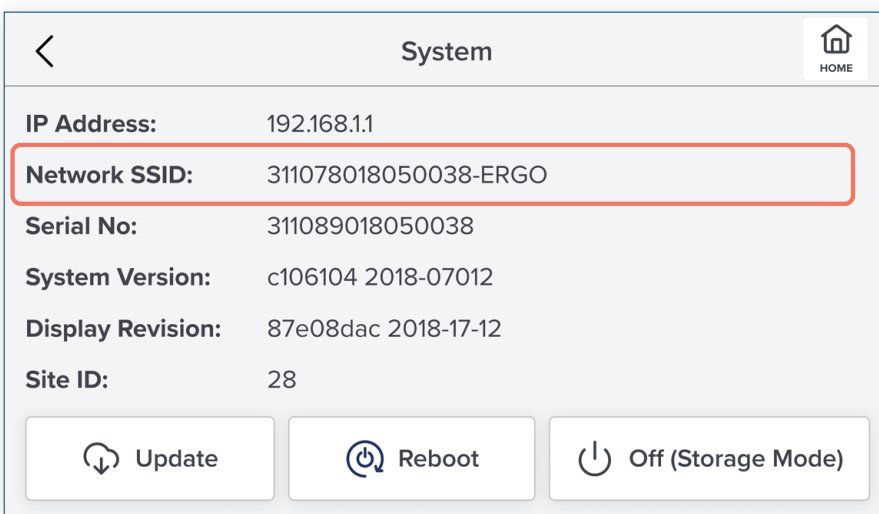 System
HOME
IP Address: 192.168.1.1
Network SSID: 311078018050038-ERGO
Serial No: 311089018050038
System Version: c106104 2018-07012
Display Revision: 87e08dac 2018-17-12
Site ID: 28
Update Reboot Off (Storage Mode)